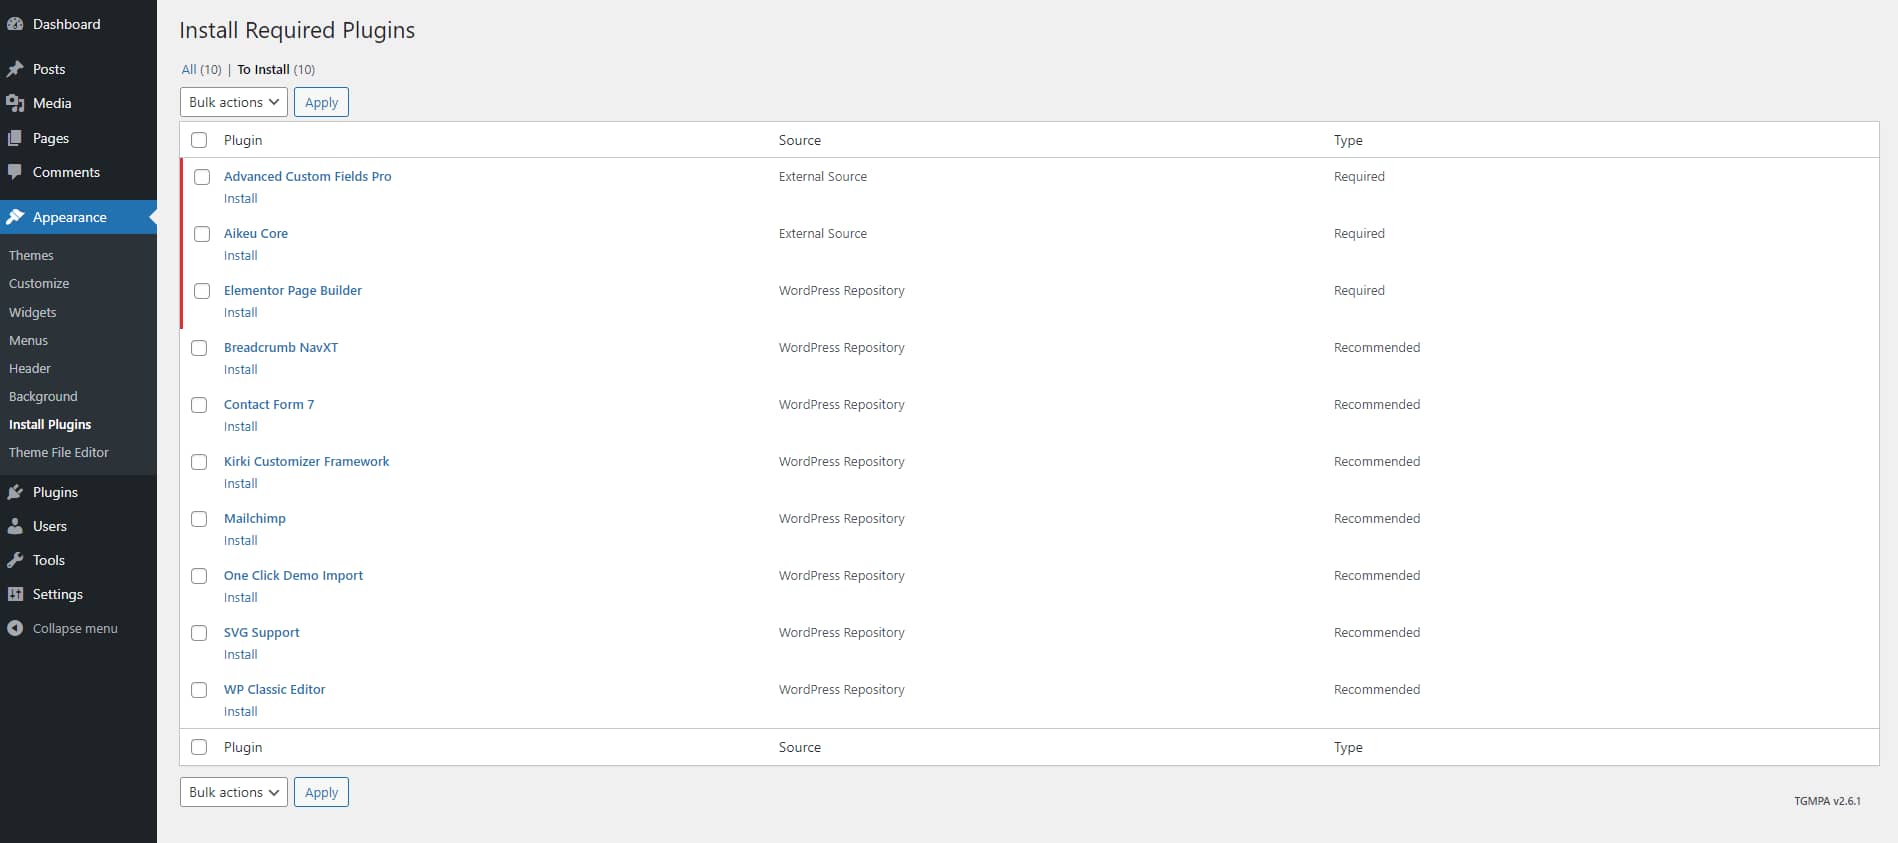 Dashboard
Posts
Media
Pages
Comments
Appearance
Themes
Customize
Widgets
Menus
Header
Background
Install Plugins
Theme File Editor
Plugins
Users
Tools
Settings
Collapse menu
Install Required Plugins
All (10) | To Install (10)
Bulk actions Apply
Plugin Source Type
Advanced Custom Fields Pro External Source Required
Install
Aikeu Core External Source Required
Install
Elementor Page Builder WordPress Repository Required
Install
Breadcrumb NavXT WordPress Repository Recommended
Install
Contact Form 7 WordPress Repository Recommended
Install
Kirki Customizer Framework WordPress Repository Recommended
Install
Mailchimp WordPress Repository Recommended
Install
One Click Demo Import WordPress Repository Recommended
Install
SVG Support WordPress Repository Recommended
Install
WP Classic Editor WordPress Repository Recommended
Install
Plugin Source Type
Bulk actions Apply
TGMPA v2.6.1